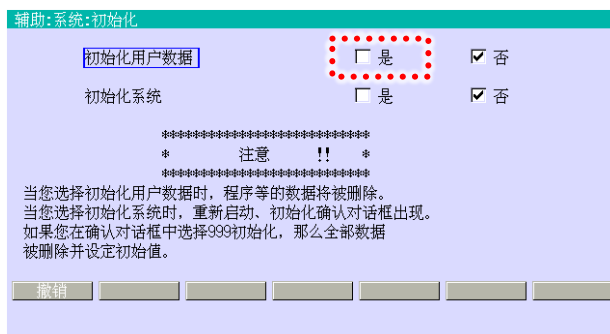 辅助:系统:初始化
初始化用户数据 是 否
初始化系统 是 否
******************************
* 注意 !! *
******************************
当您选择初始化用户数据时，程序等的数据将被删除。
当您选择初始化系统时，重新启动、初始化确认对话框出现。
如果您在确认对话框中选择999初始化，那么全部数据
被删除并设定初始值。
撤销